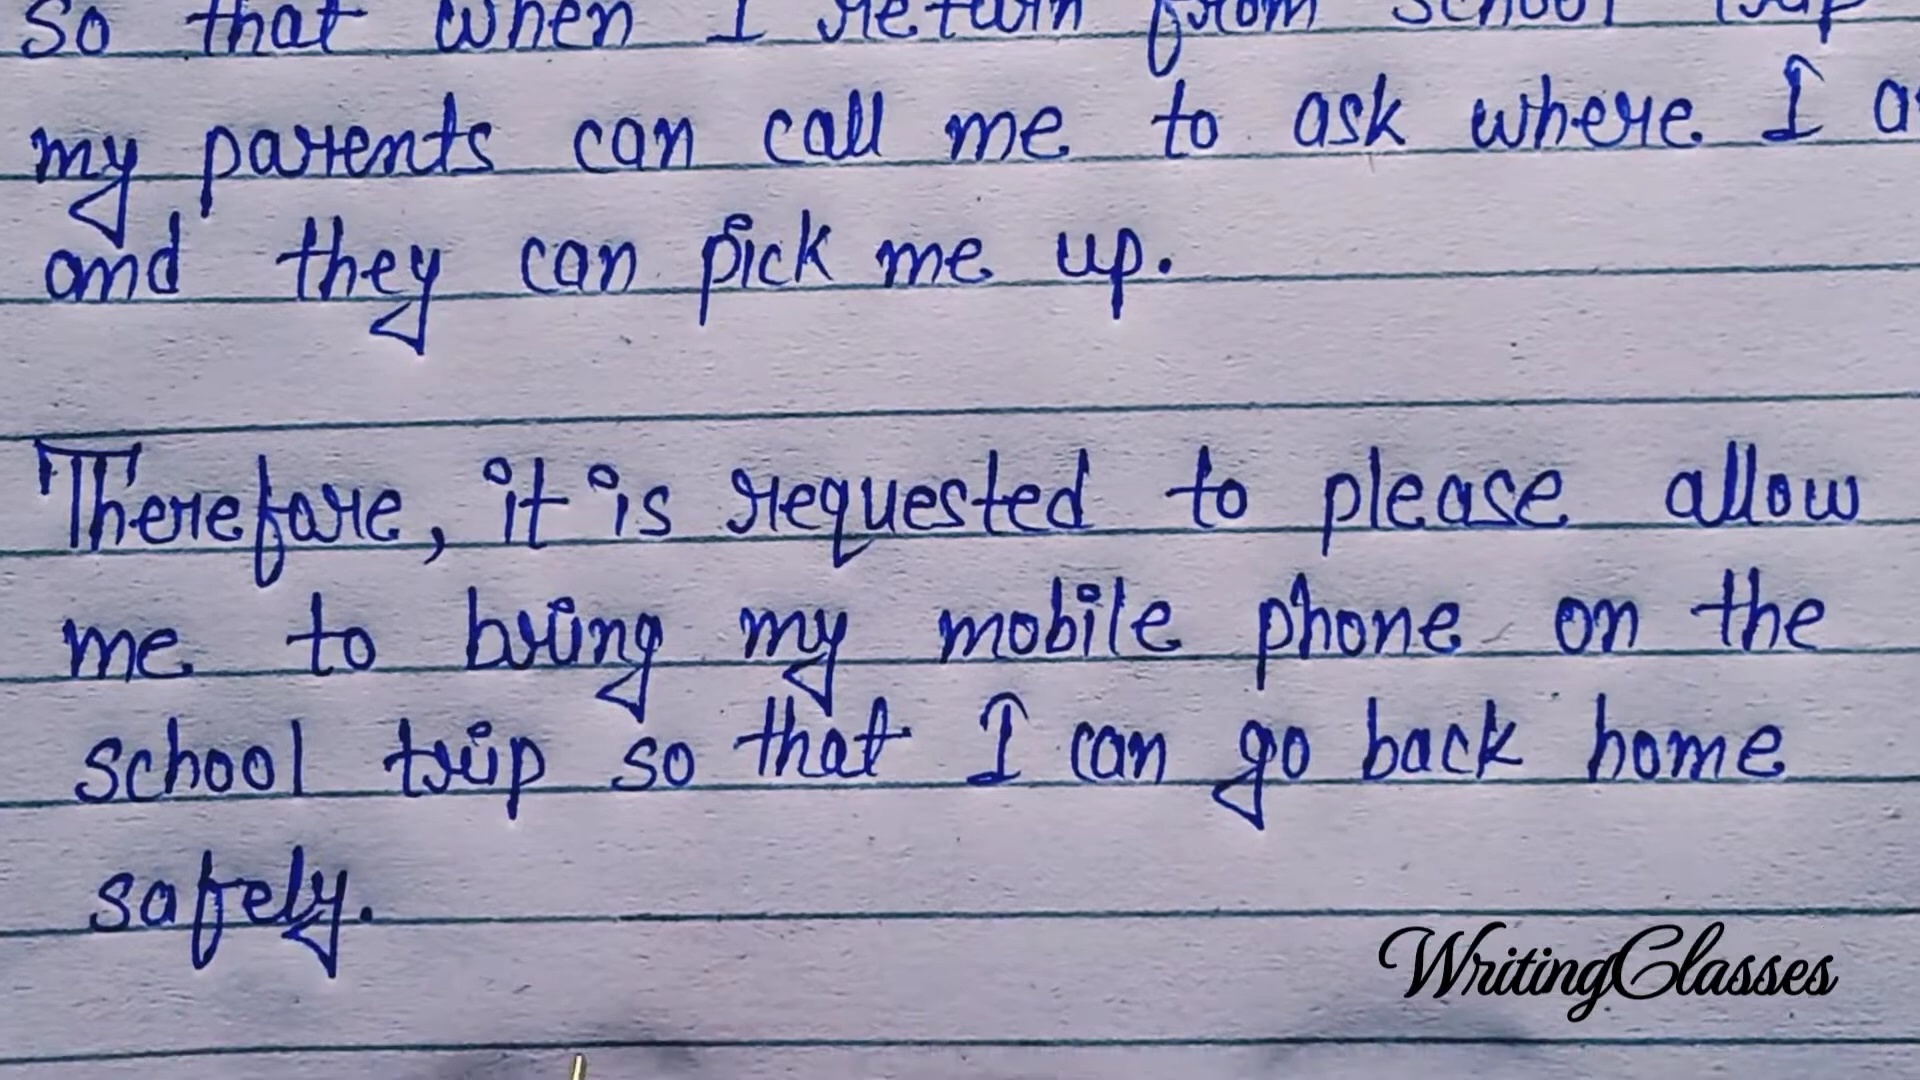 So that when I return from school trip
my parents can call me to ask where I a
and they can pick me up.
Therefore, it is requested to please allow
me to bring my mobile phone on the
school trip so that I can go back home
safely.
WritingClasses